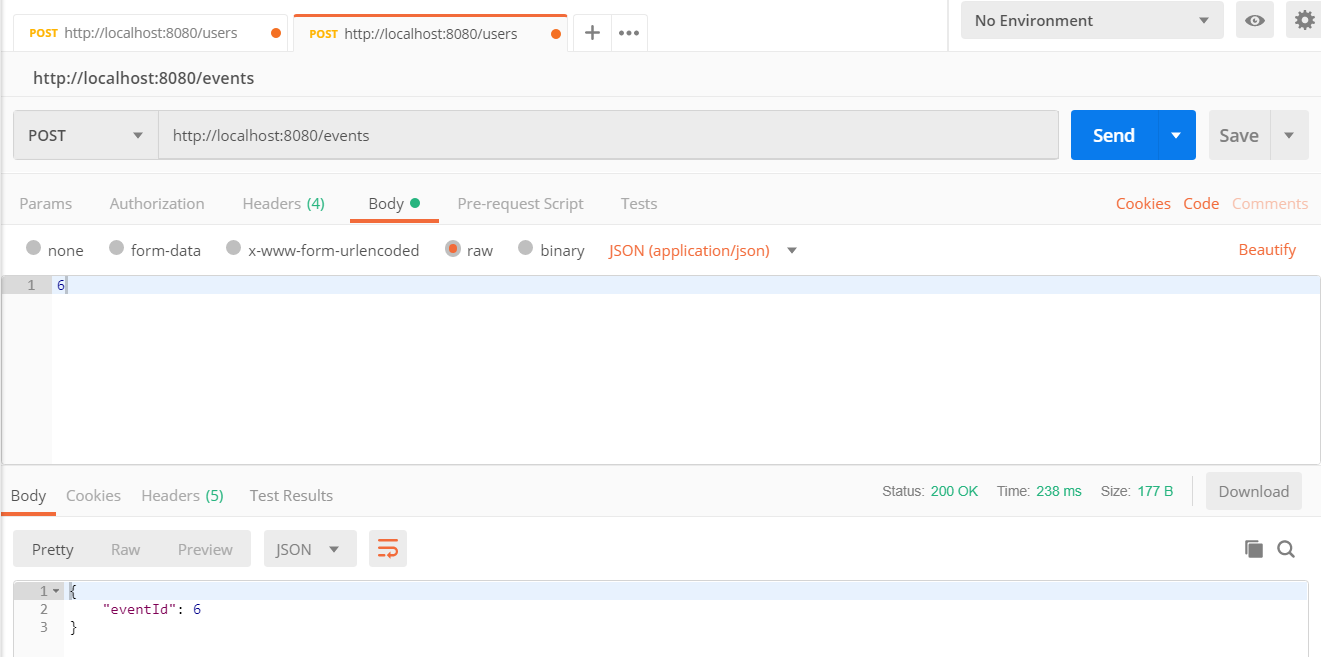 POST http://localhost:8080/users POST http://localhost:8080/users No Environment
http://localhost:8080/events
POST http://localhost:8080/events Send Save
Params Authorization Headers (4) Body Pre-request Script Tests Cookies Code Comments
none form-data x-www-form-urlencoded raw binary JSON (application/json) Beautify
1 6
Body Cookies Headers (5) Test Results Status: 200 OK Time: 238 ms Size: 177 B Download
Pretty Raw Preview JSON
1 {
2 "eventId": 6
3 }